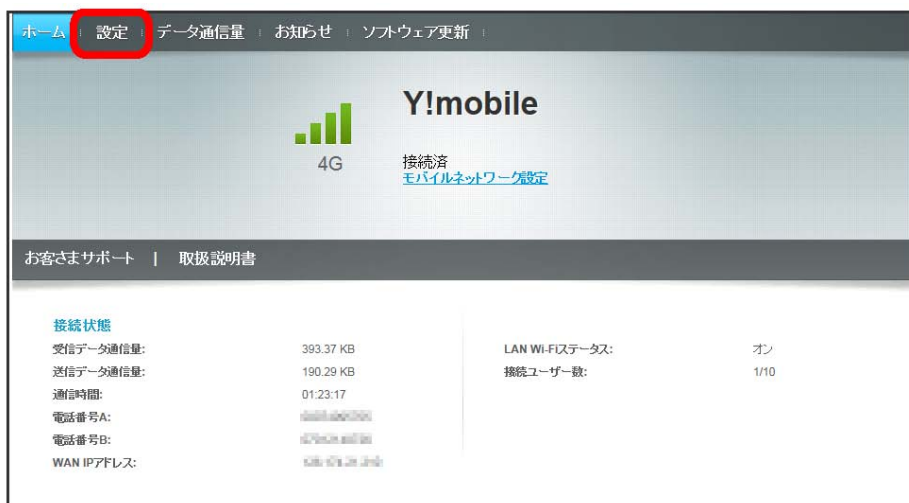 ホーム 設定 データ通信量 お知らせ ソフトウェア更新
Y!mobile
4G
接続済
モバイルネットワーク設定
お客さまサポート | 取扱説明書
接続状態
受信データ通信量: 393.37 KB
送信データ通信量: 190.29 KB
通信時間: 01:23:17
電話番号A:
電話番号B:
WAN IPアドレス:
LAN Wi-Fiステータス: オン
接続ユーザー数: 1/10